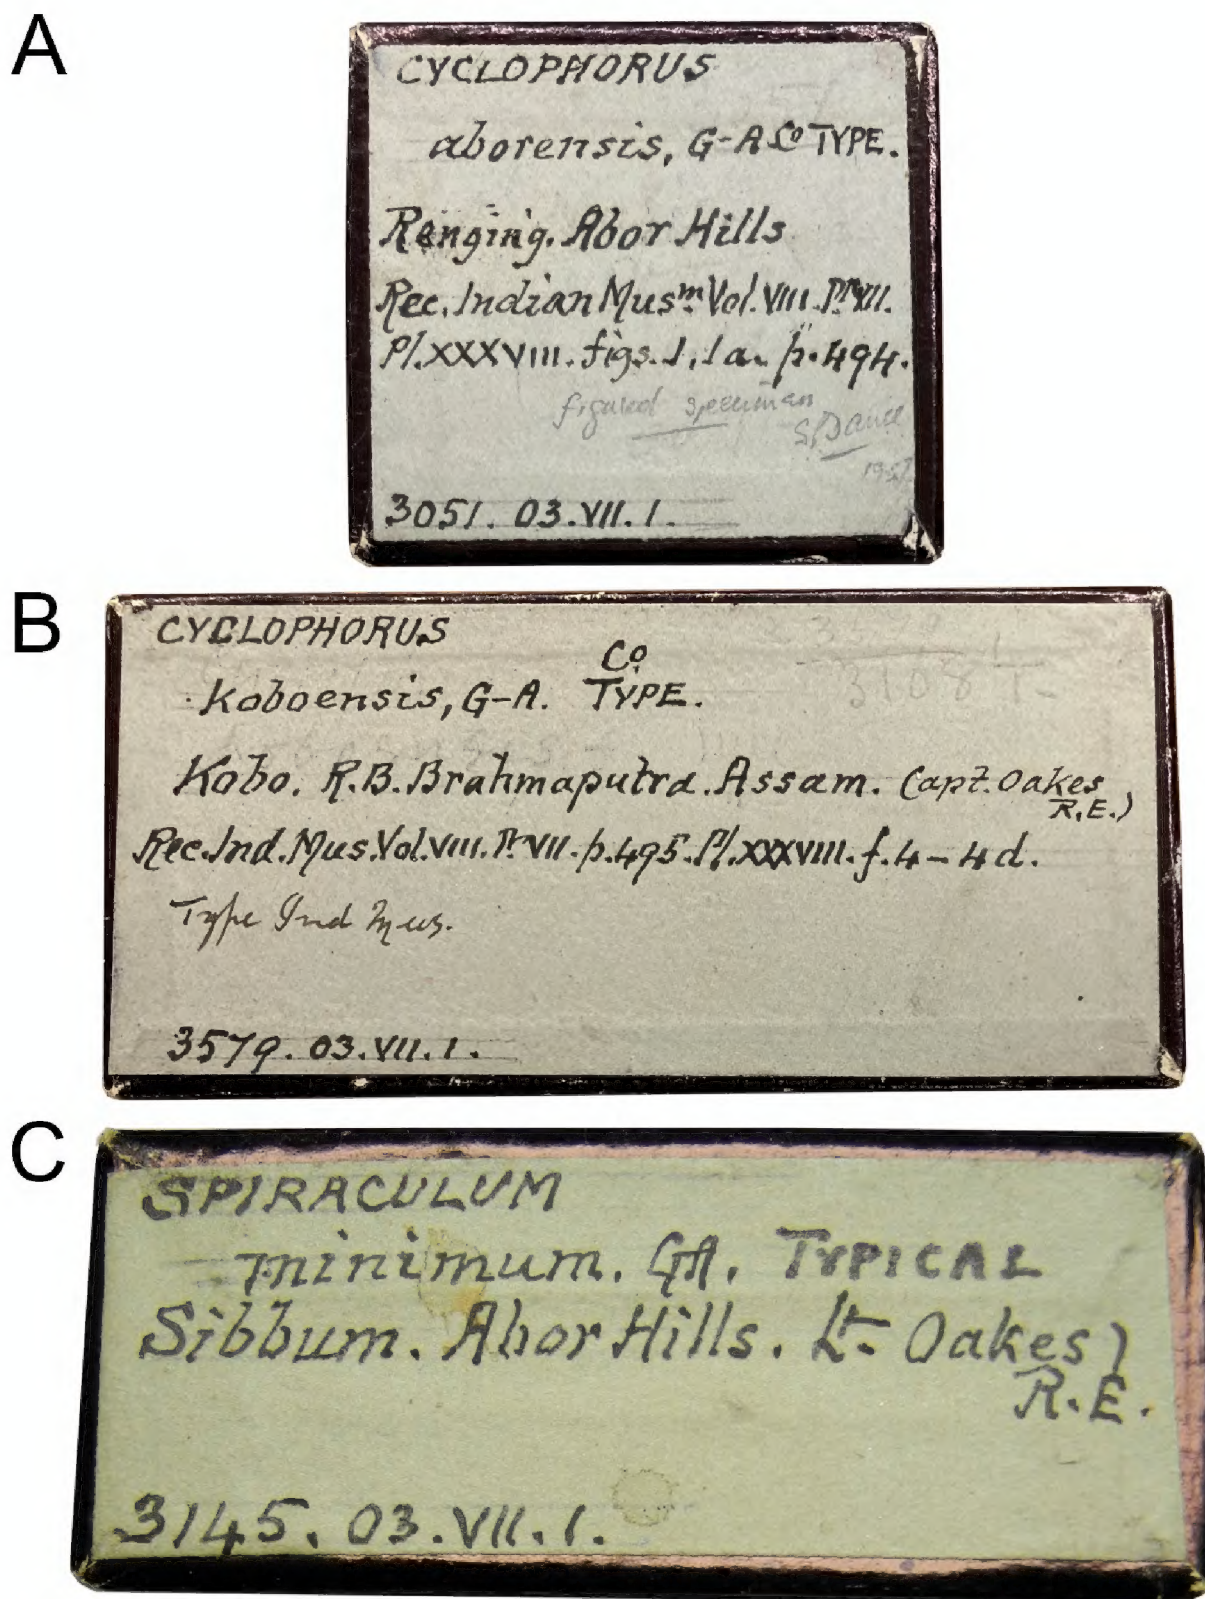 A
CYCLOPHORUS
aborensis, G-A Co TYPE.
Renging. Abor Hills
Rec. Indian Musm. Vol. VIII. Pt. VII.
Pl. XXXVIII. figs. 1, 1a. p. 494.
figured specimen
S. Dance
3051. 03. VII. 1.
B
CYCLOPHORUS
Co
koboensis, G-A. TYPE.
Kobo. R.B. Brahmaputra. Assam. (Capt. Oakes
R.E.)
Rec. Ind. Mus. Vol. VIII. Pt. VII. p. 495. Pl. XXXVIII. f. 4 - 4d.
Type Ind Mus.
3579. 03. VII. 1.
C
SPIRACULUM
minimum. GA. TYPICAL
Sibbum. Abor Hills. Lt. Oakes)
R.E.
3145. 03. VII. 1.